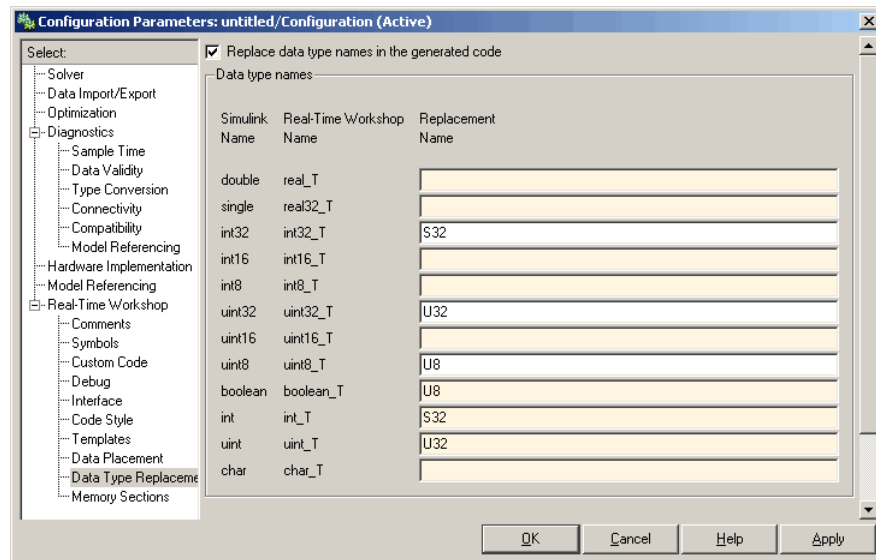 Configuration Parameters: untitled/Configuration (Active)
Select:
Solver
Data Import/Export
Optimization
Diagnostics
Sample Time
Data Validity
Type Conversion
Connectivity
Compatibility
Model Referencing
Hardware Implementation
Model Referencing
Real-Time Workshop
Comments
Symbols
Custom Code
Debug
Interface
Code Style
Templates
Data Placement
Data Type Replaceme
Memory Sections
Replace data type names in the generated code
Data type names
Simulink Name Real-Time Workshop Name Replacement Name
double real_T
single real32_T
int32 int32_T S32
int16 int16_T
int8 int8_T
uint32 uint32_T U32
uint16 uint16_T
uint8 uint8_T U8
boolean boolean_T U8
int int_T S32
uint uint_T U32
char char_T
OK Cancel Help Apply